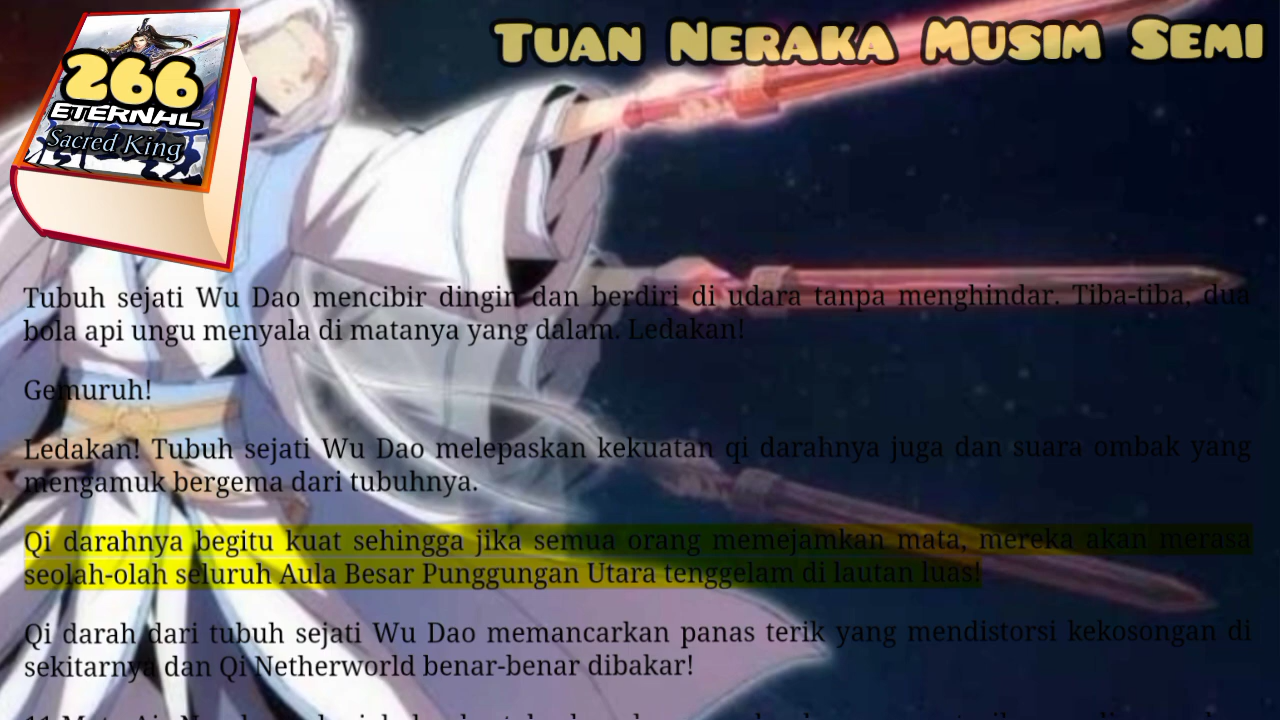 Tuan Neraka Musim Semi
266
ETERNAL
Sacred King
Tubuh sejati Wu Dao mencibir dingin dan berdiri di udara tanpa menghindar. Tiba-tiba, dua
bola api ungu menyala di matanya yang dalam. Ledakan!
Gemuruh!
Ledakan! Tubuh sejati Wu Dao melepaskan kekuatan qi darahnya juga dan suara ombak yang
mengamuk bergema dari tubuhnya.
Qi darahnya begitu kuat sehingga jika semua orang memejamkan mata, mereka akan merasa
seolah-olah seluruh Aula Besar Punggungan Utara tenggelam di lautan luas!
Qi darah dari tubuh sejati Wu Dao memancarkan panas terik yang mendistorsi kekosongan di
sekitarnya dan Qi Netherworld benar-benar dibakar!